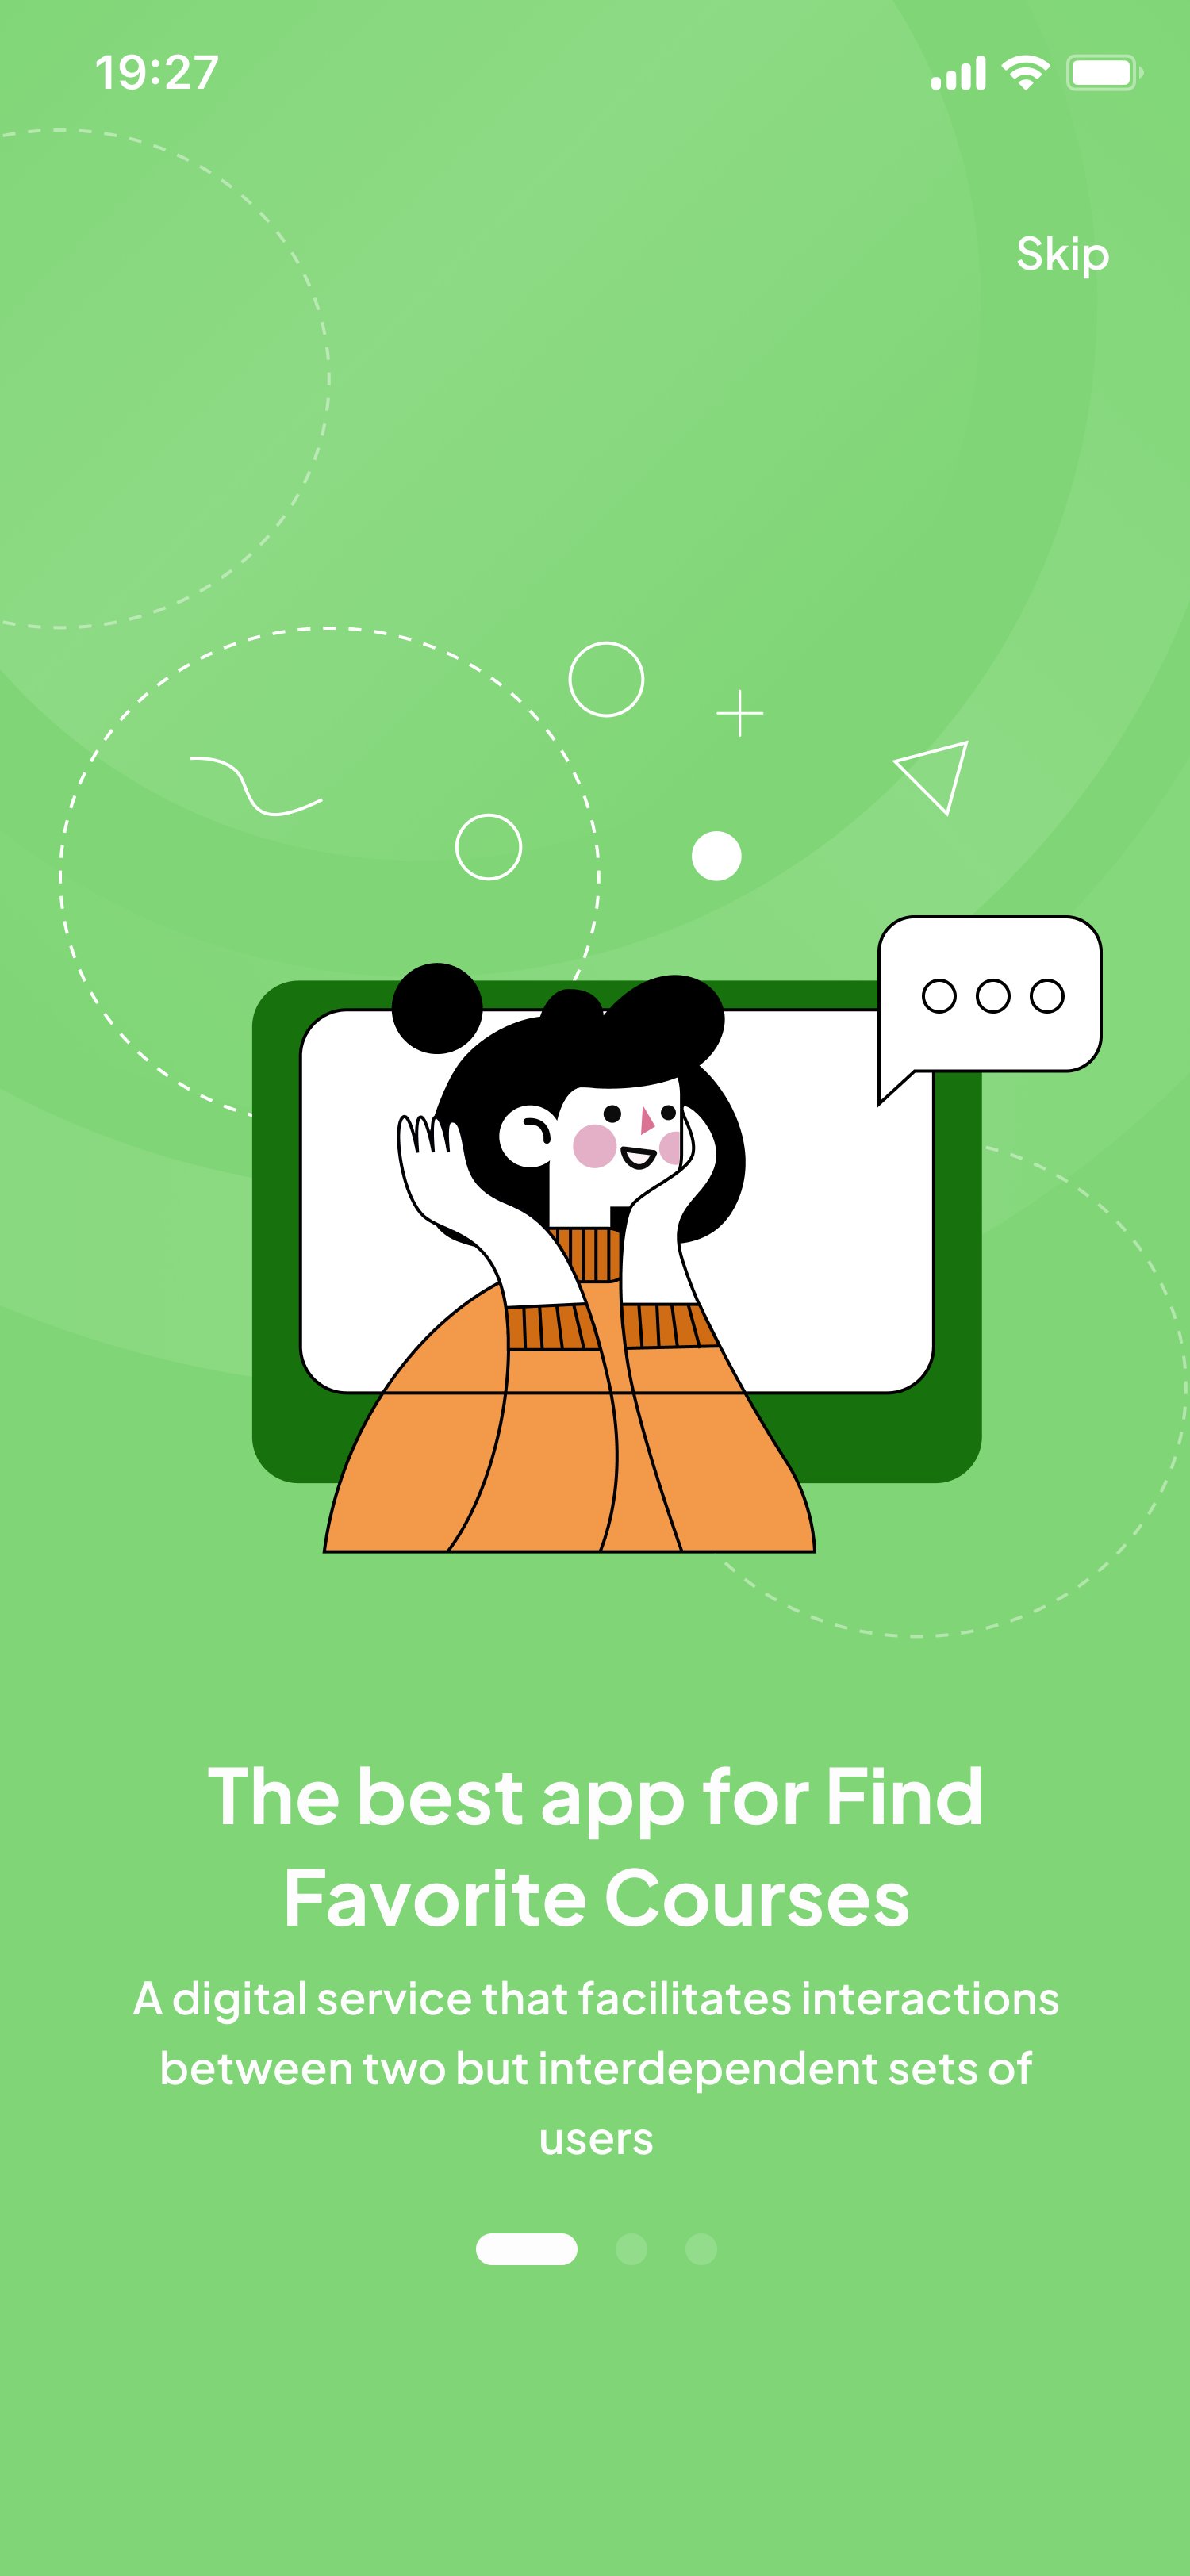 19:27
Skip
The best app for Find
Favorite Courses
A digital service that facilitates interactions
between two but interdependent sets of
users